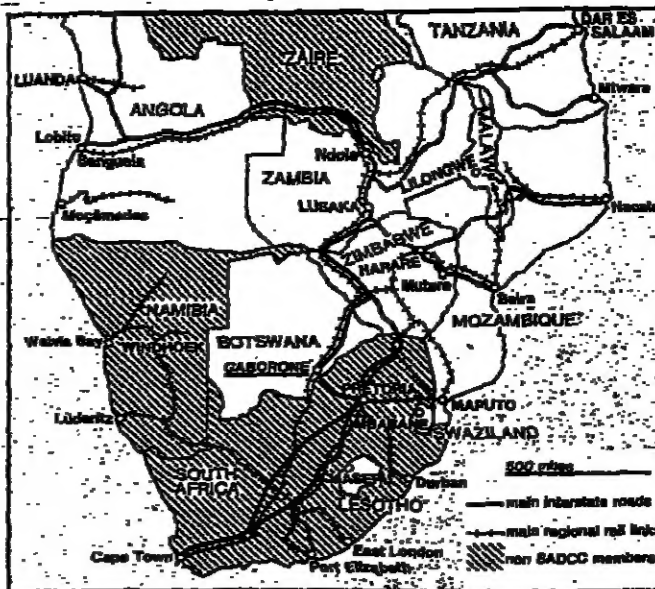 TANZANIA
DAR ES
SALAAM
ZAIRE
LUANDA
ANGOLA
Mtwara
MALAWI
Lobito
Benguela
Ndola
LILONGWE
ZAMBIA
LUSAKA
Nacala
Moçâmedes
ZIMBABWE
HARARE
Mutare
Beira
NAMIBIA
MOZAMBIQUE
Walvis Bay
WINDHOEK
BOTSWANA
GABORONE
PRETORIA
MAPUTO
MBABANE
Lüderitz
SWAZILAND
500 miles
SOUTH
AFRICA
MASERU
Durban
LESOTHO
main interstate roads
main regional rail link
Cape Town
East London
Port Elizabeth
non SADCC members